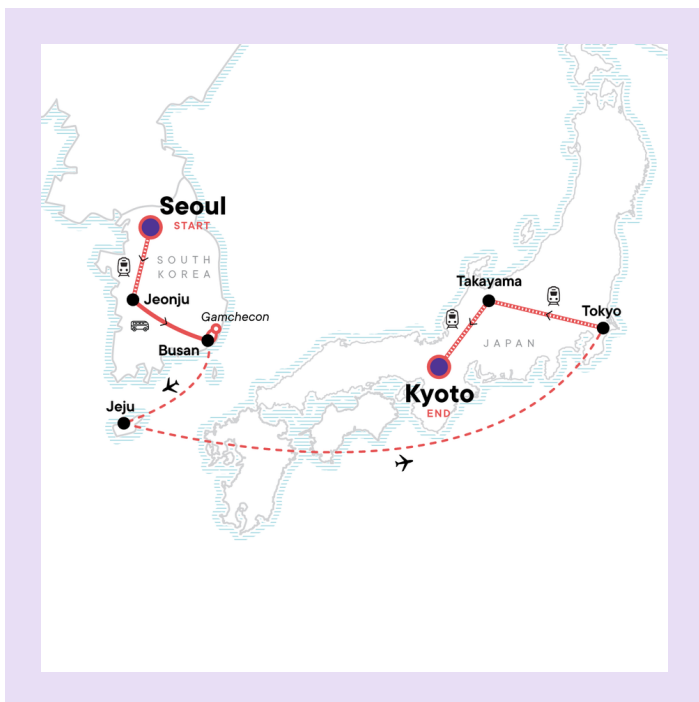 Seoul
START
SOUTH
KOREA
Jeonju
Gamchecon
Busan
Jeju
Takayama
Tokyo
JAPAN
Kyoto
END